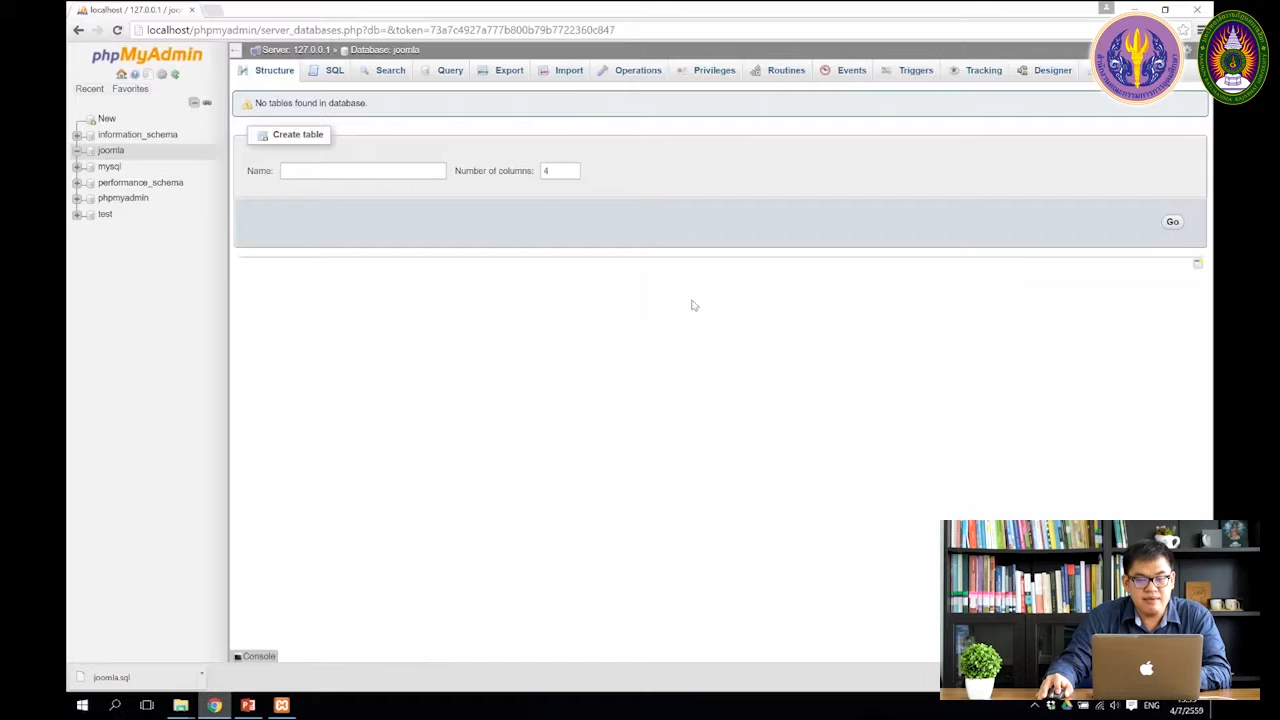 localhost / 127.0.0.1 / joo
localhost/phpmyadmin/server_databases.php?db=&token=73a7c4927a777b800b79b7722360c847
phpMyAdmin
Recent Favorites
New
information_schema
joomla
mysql
performance_schema
phpmyadmin
test
Server: 127.0.0.1 » Database: joomla
Structure SQL Search Query Export Import Operations Privileges Routines Events Triggers Tracking Designer
No tables found in database.
Create table
Name: Number of columns: 4
Go
Console
joomla.sql
ENG
4/7/2559